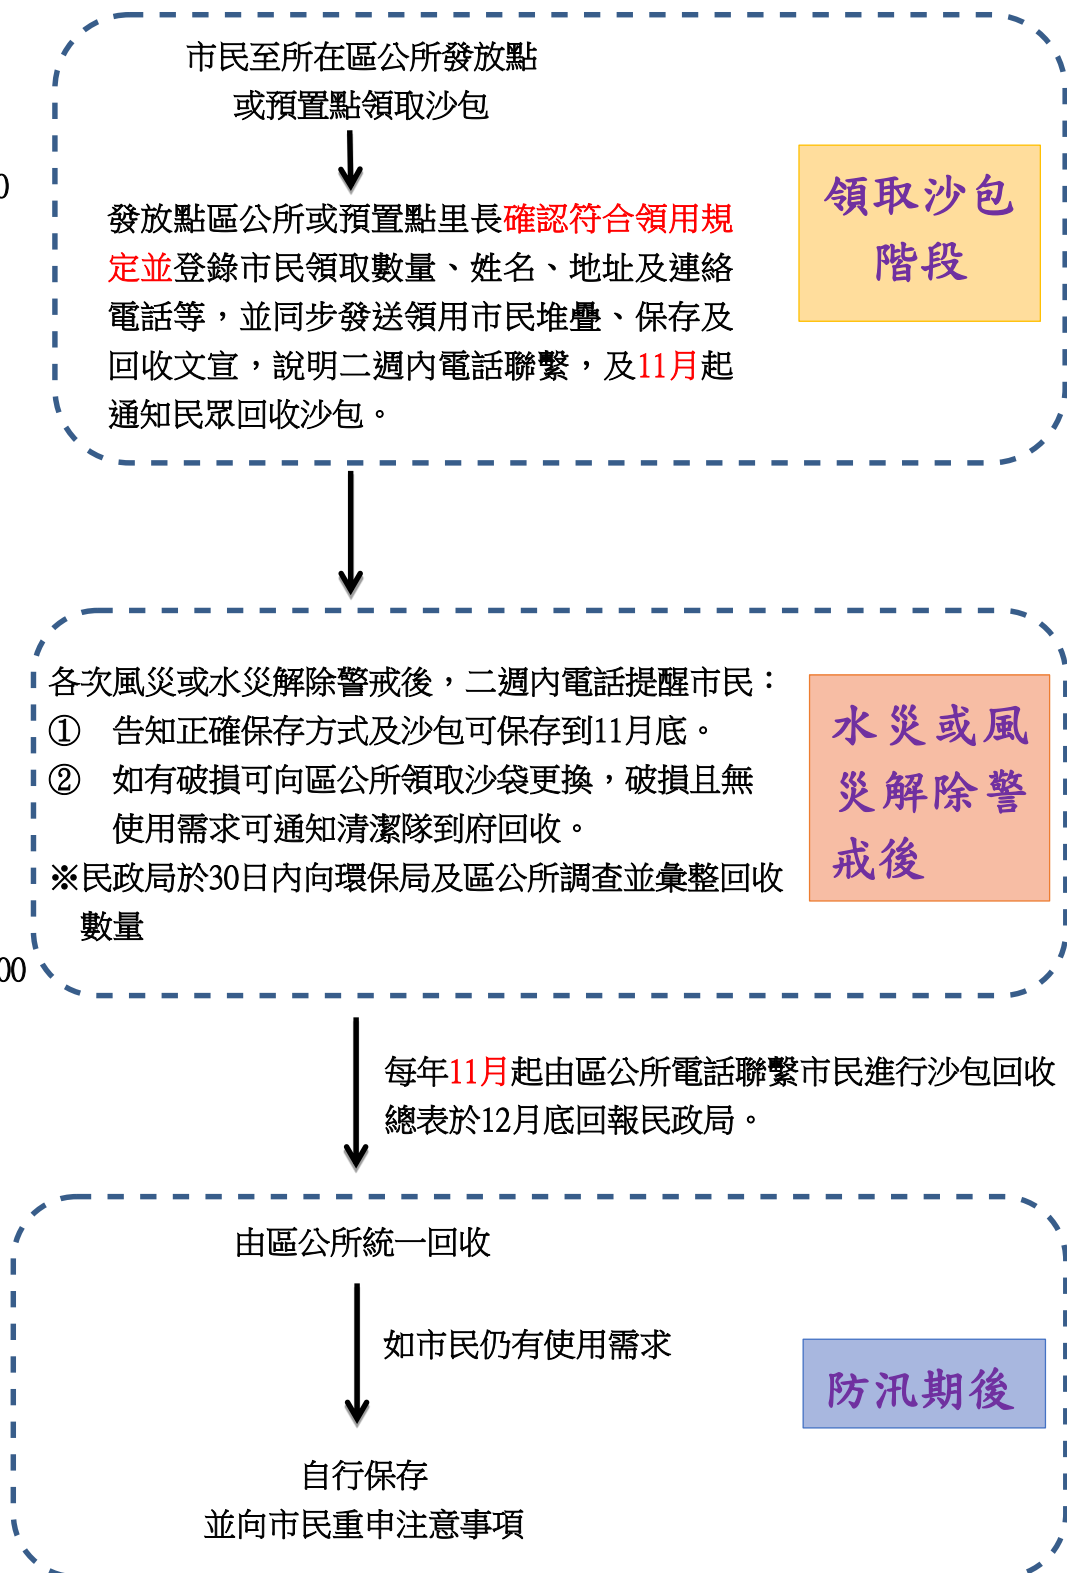 市民至所在區公所發放點
或預置點領取沙包
0
領取沙包
階段
發放點區公所或預置點里長確認符合領用規
定並登錄市民領取數量、姓名、地址及連絡
電話等，並同步發送領用市民堆疊、保存及
回收文宣，說明二週內電話聯繫，及11月起
通知民眾回收沙包。
各次風災或水災解除警戒後，二週內電話提醒市民：
① 告知正確保存方式及沙包可保存到11月底。
② 如有破損可向區公所領取沙袋更換，破損且無
使用需求可通知清潔隊到府回收。
※民政局於30日內向環保局及區公所調查並彙整回收
數量
水災或風
災解除警
戒後
00
每年11月起由區公所電話聯繫市民進行沙包回收
總表於12月底回報民政局。
由區公所統一回收
如市民仍有使用需求
防汛期後
自行保存
並向市民重申注意事項